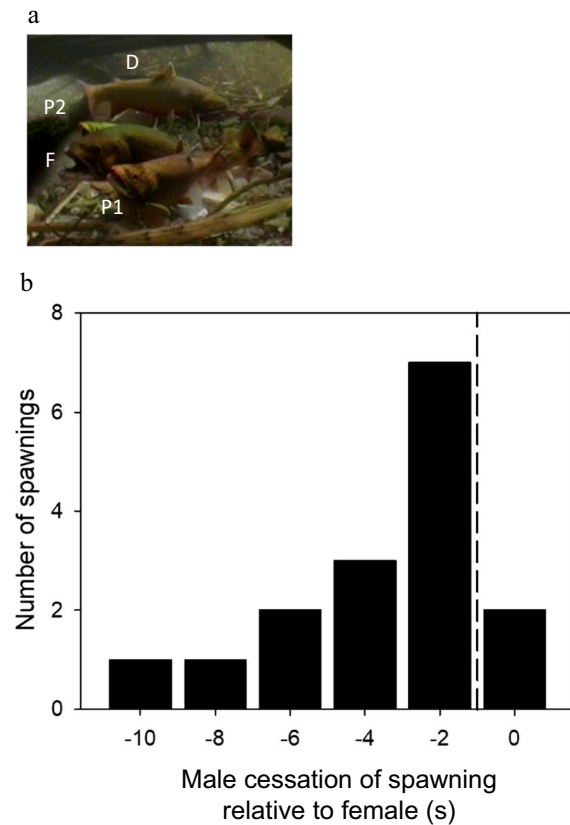 a
D
P2
F
P1
b
8
6
4
2
0
Number of spawnings
-10 -8 -6 -4 -2 0
Male cessation of spawning
relative to female (s)